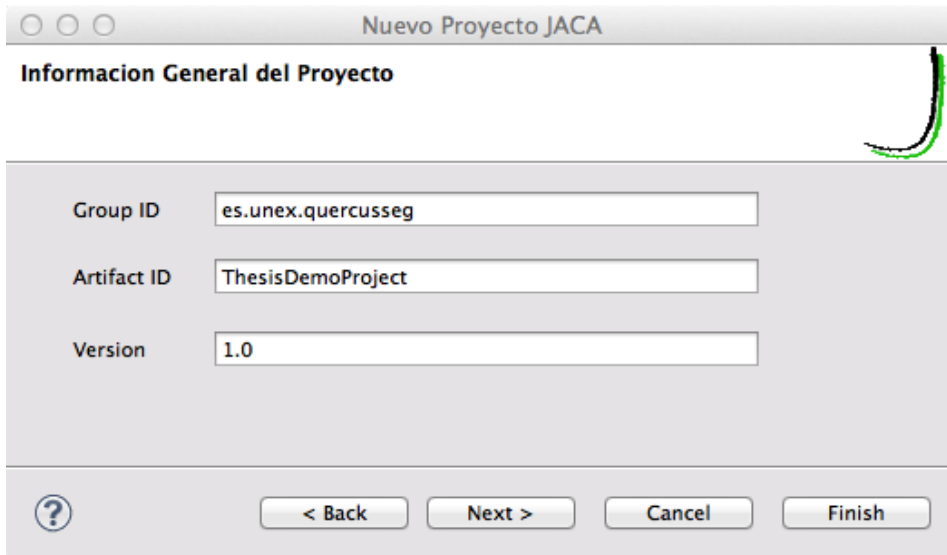 Nuevo Proyecto JACA
Informacion General del Proyecto
Group ID es.unex.quercusseg
Artifact ID ThesisDemoProject
Version 1.0
? < Back Next > Cancel Finish